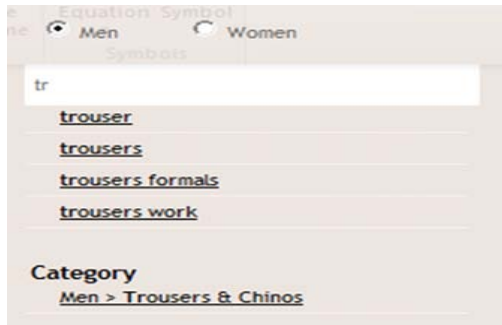 Equation Symbol
Men Women
Symbols
tr
trouser
trousers
trousers formals
trousers work
Category
Men > Trousers & Chinos